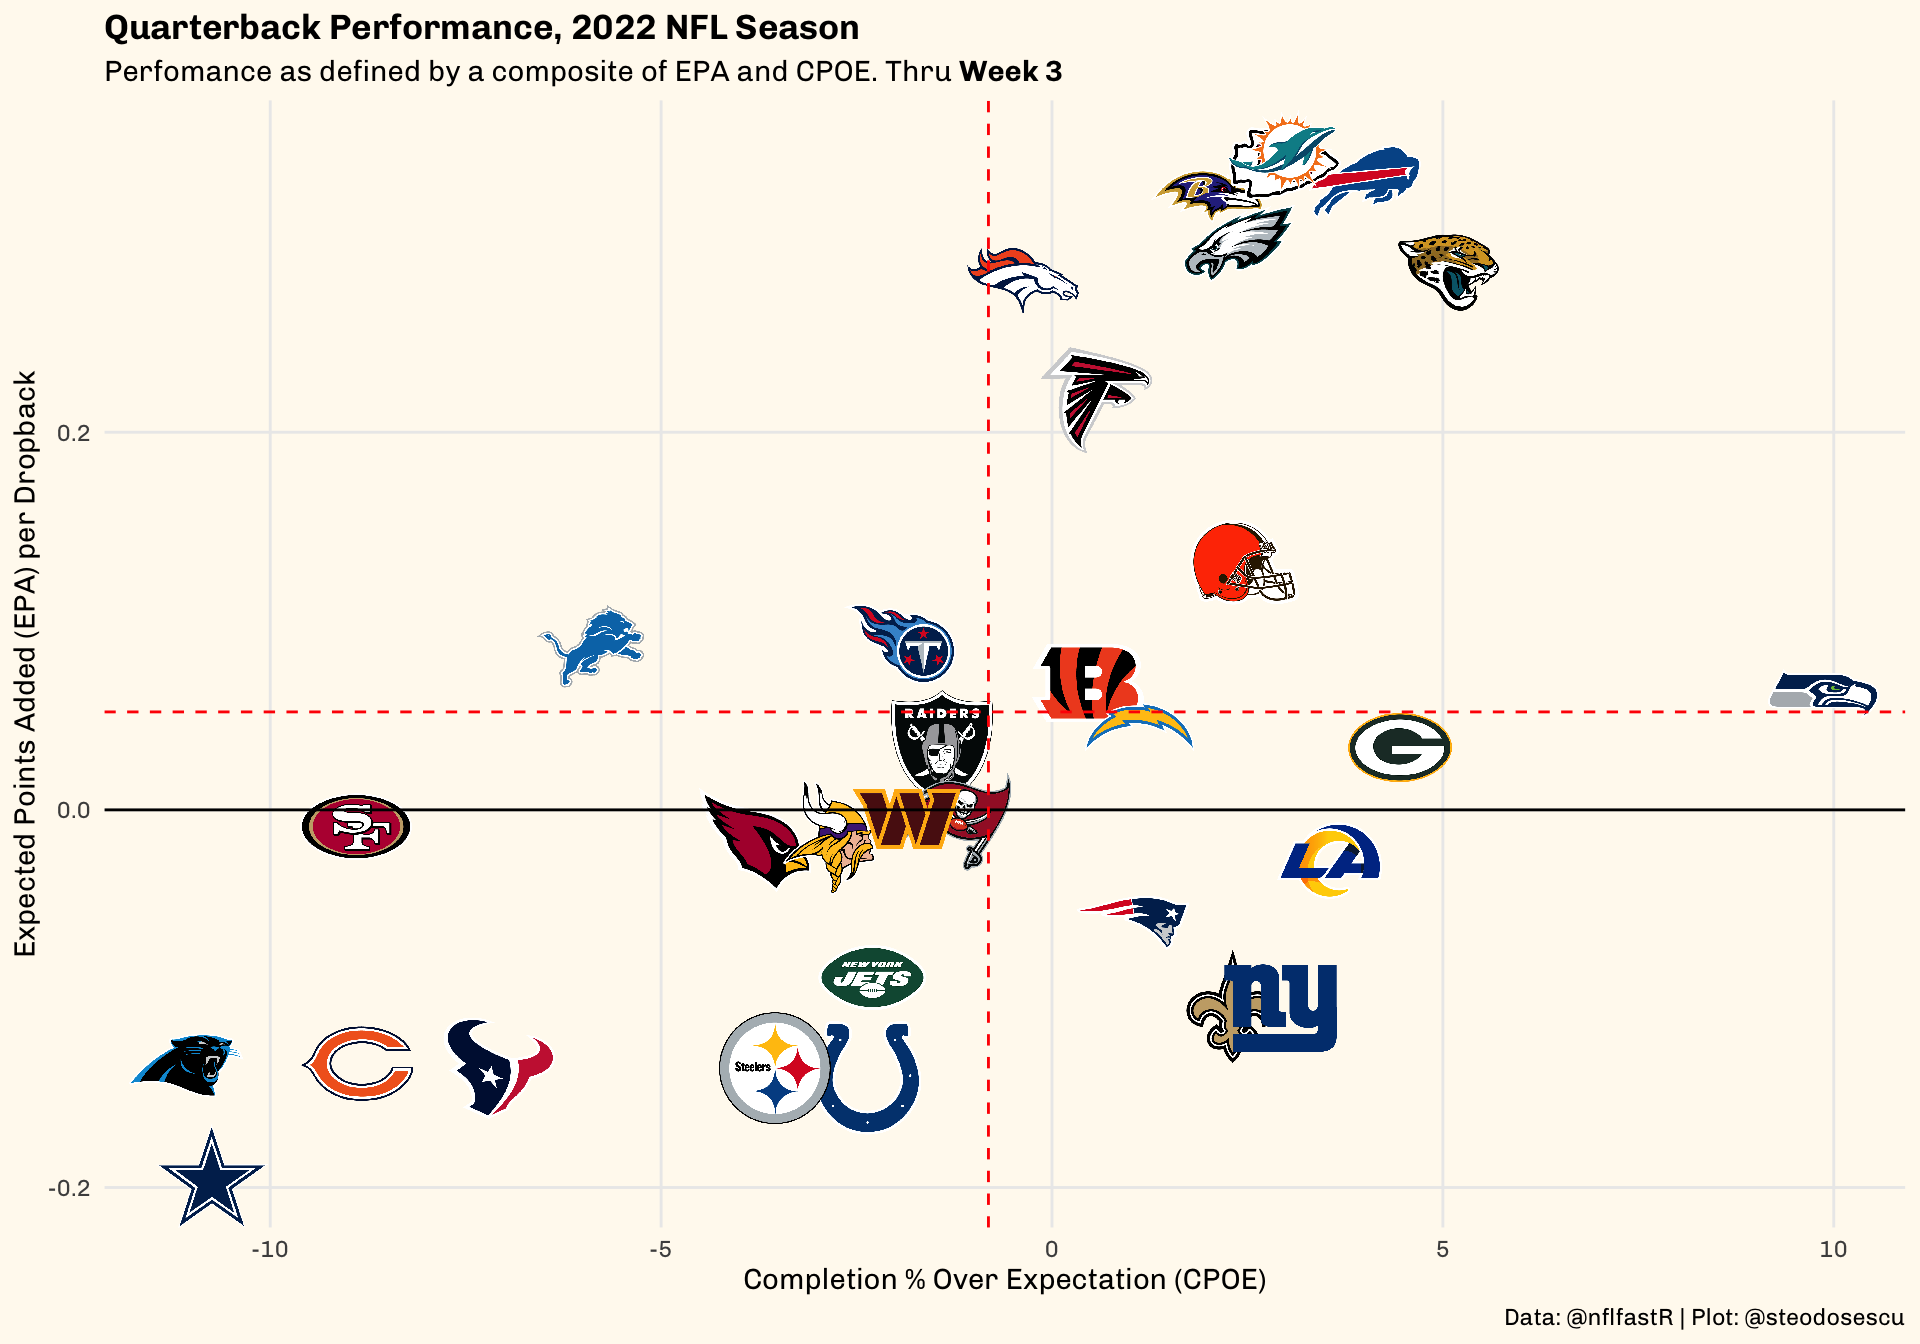 Quarterback Performance, 2022 NFL Season
Perfomance as defined by a composite of EPA and CPOE. Thru Week 3
Expected Points Added (EPA) per Dropback
0.2
0.0
-0.2
B
T
B
RAIDERS
G
SF
W
LA
NEW YORK
JETS
ny
C
Steelers
-10
-5
0
5
10
Completion % Over Expectation (CPOE)
Data: @nflfastR | Plot: @steodosescu